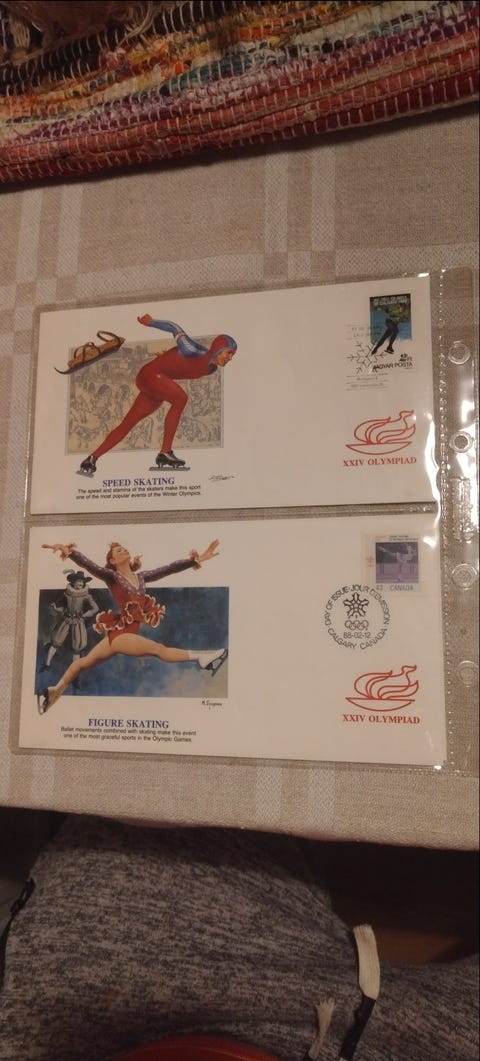 MAGYAR POSTA
XXIV OLYMPIAD
SPEED SKATING
The speed and stamina of the skaters make this sport
one of the most popular events of the Winter Olympics.
43 CANADA
DAY OF ISSUE·JOUR D'EMISSION
88-02-12
CALGARY CANADA
XXIV OLYMPIAD
FIGURE SKATING
Ballet movements combined with skating make this event
one of the most graceful sports in the Olympic Games.